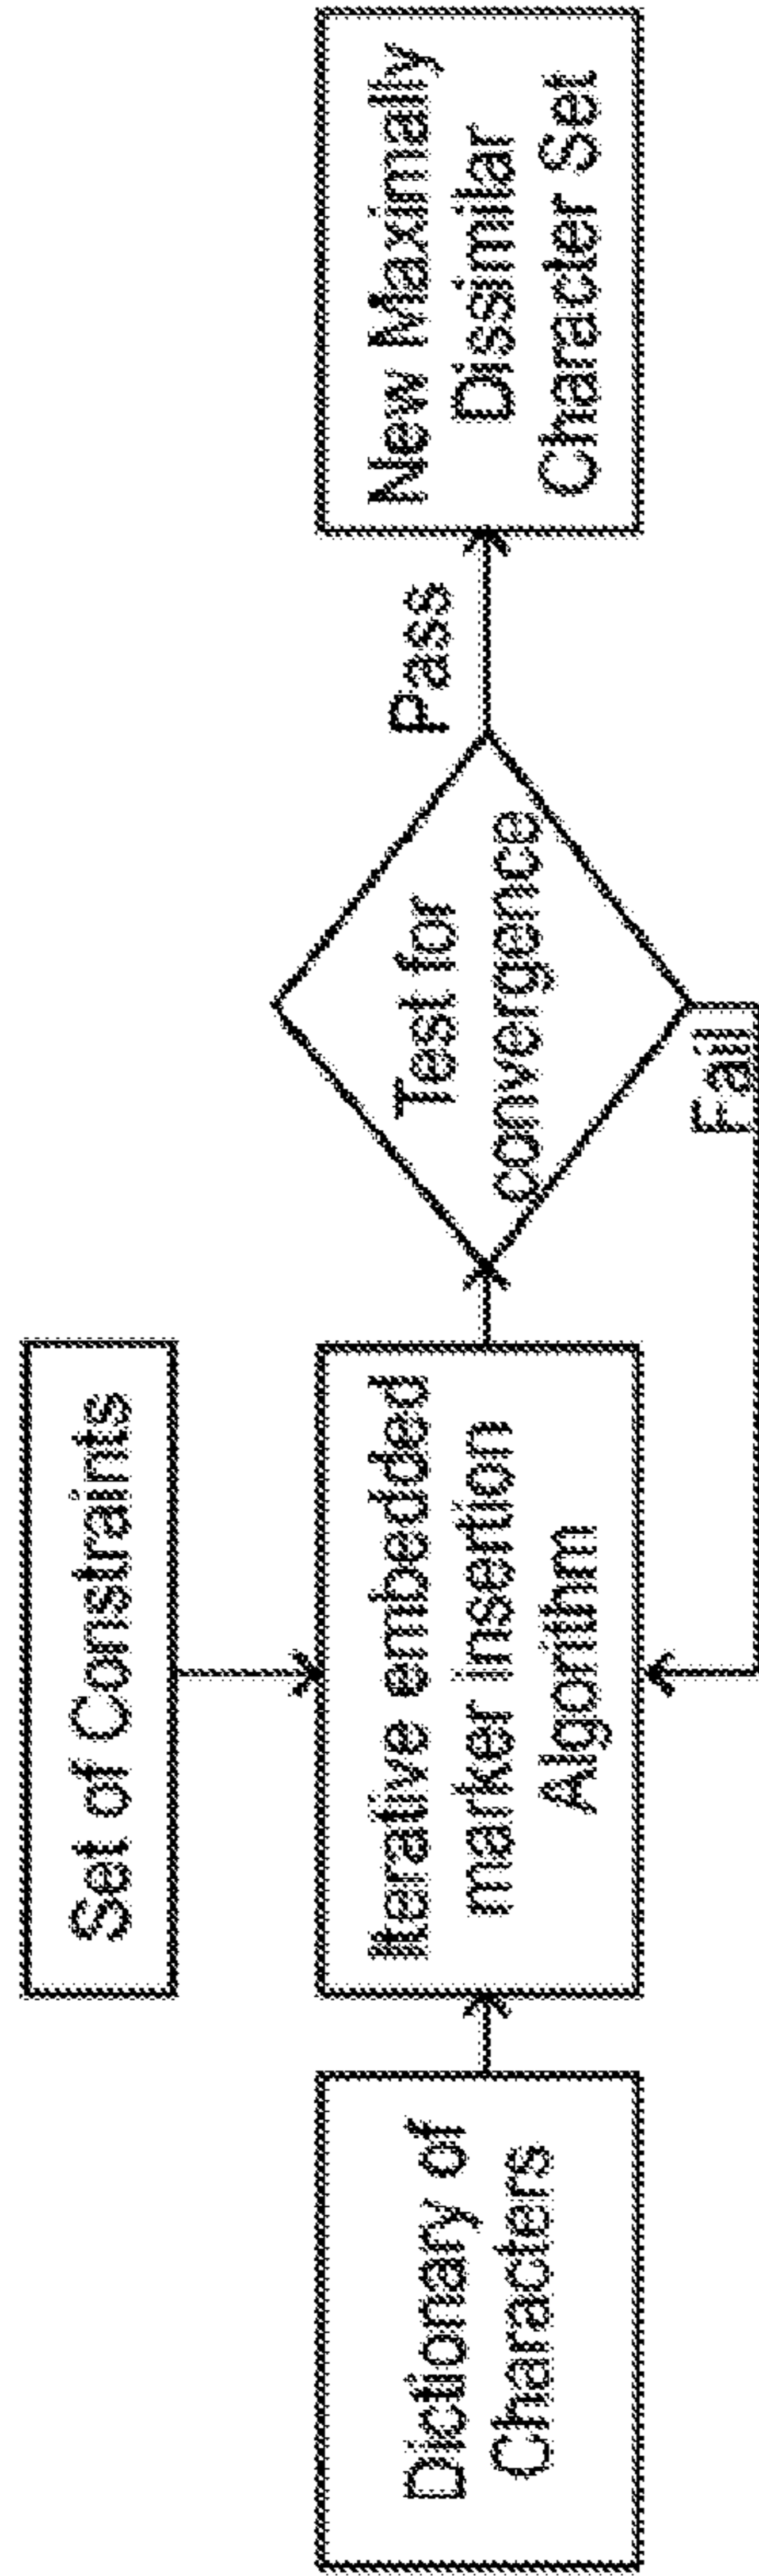 Set of Constraints
Dictionary of
Characters
Iterative embedded
marker insertion
Algorithm
Test for
convergence
Pass
Fail
New Maximally
Dissimilar
Character Set